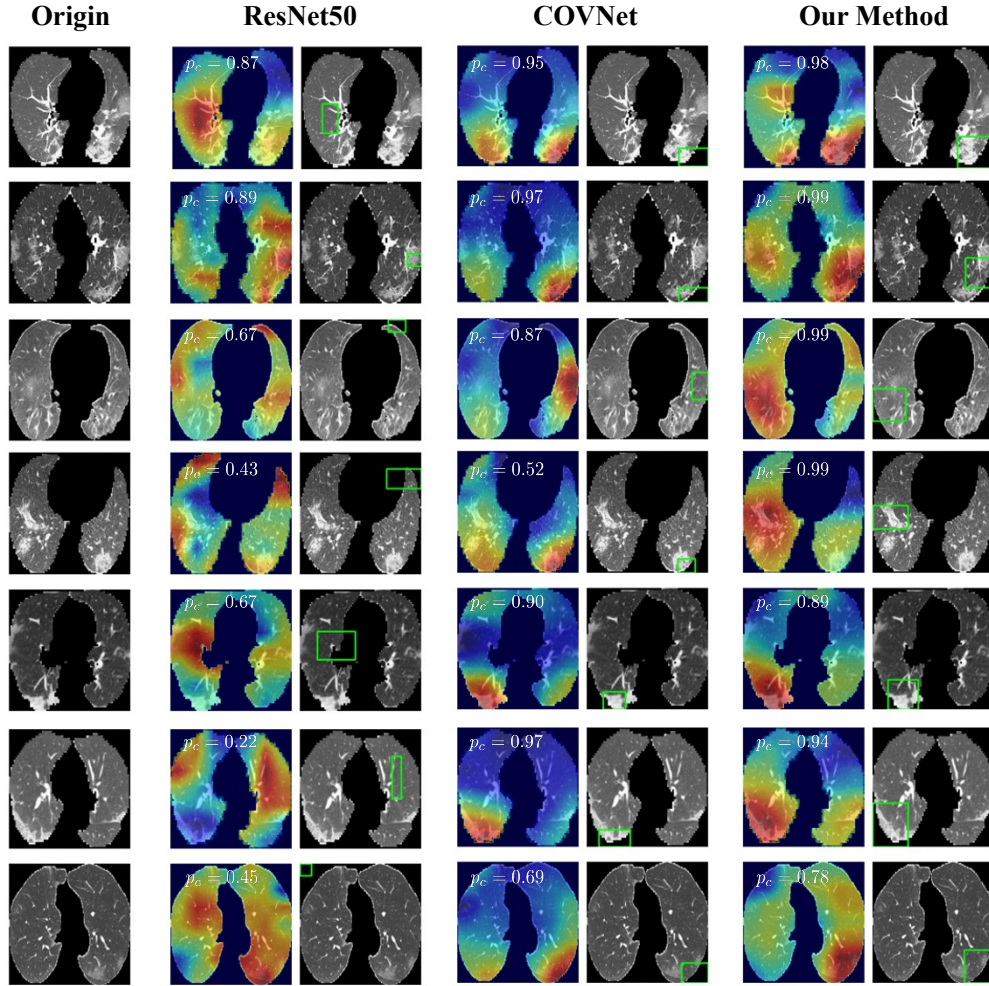 Origin ResNet50 COVNet Our Method
p_c = 0.87 p_c = 0.95 p_c = 0.98
p_c = 0.89 p_c = 0.97 p_c = 0.99
p_c = 0.67 p_c = 0.87 p_c = 0.99
p_c = 0.43 p_c = 0.52 p_c = 0.99
p_c = 0.67 p_c = 0.90 p_c = 0.89
p_c = 0.22 p_c = 0.97 p_c = 0.94
p_c = 0.45 p_c = 0.69 p_c = 0.78